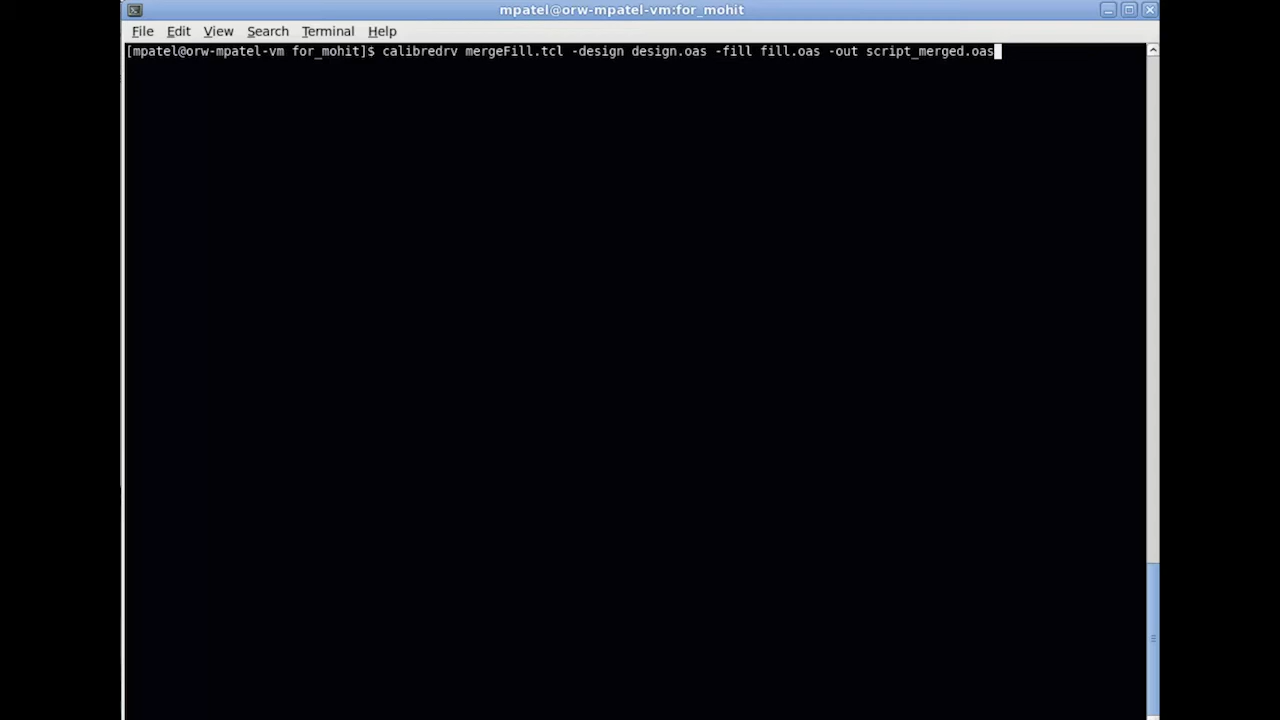 mpatel@orw-mpatel-vm:for_mohit
File Edit View Search Terminal Help
[mpatel@orw-mpatel-vm for_mohit]$ calibredrv mergeFill.tcl -design design.oas -fill fill.oas -out script_merged.oas